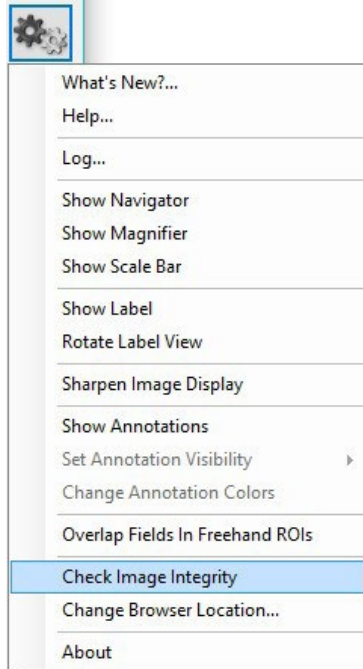 What's New?...
Help...
Log...
Show Navigator
Show Magnifier
Show Scale Bar
Show Label
Rotate Label View
Sharpen Image Display
Show Annotations
Set Annotation Visibility
Change Annotation Colors
Overlap Fields In Freehand ROIs
Check Image Integrity
Change Browser Location...
About